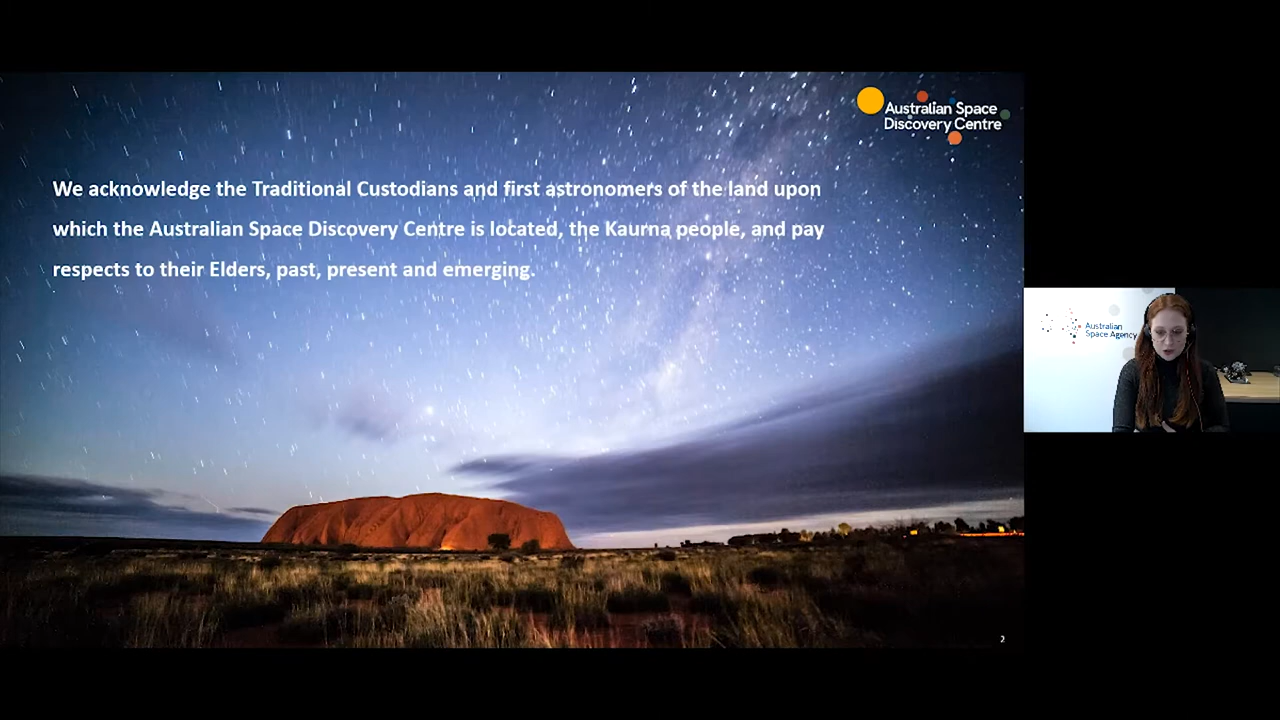 Australian Space
Discovery Centre
We acknowledge the Traditional Custodians and first astronomers of the land upon
which the Australian Space Discovery Centre is located, the Kaurna people, and pay
respects to their Elders, past, present and emerging.
Australian
Space Agency
2